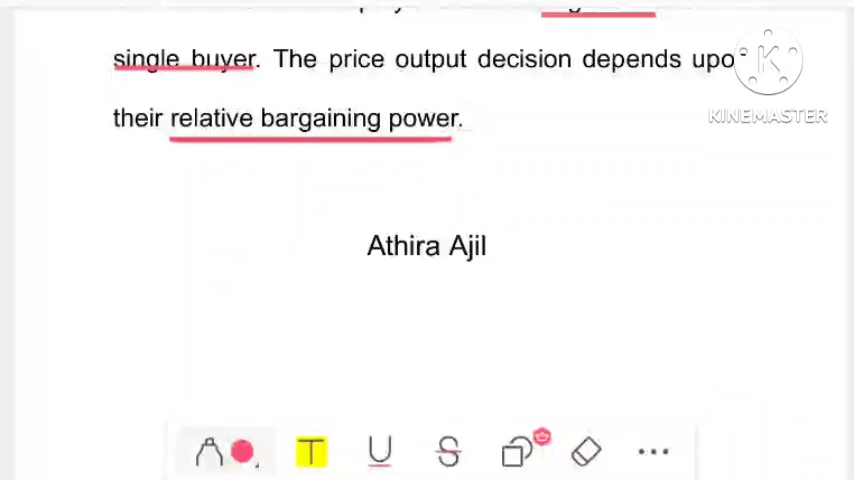 single buyer. The price output decision depends upo
their relative bargaining power.
KINEMASTER
Athira Ajil